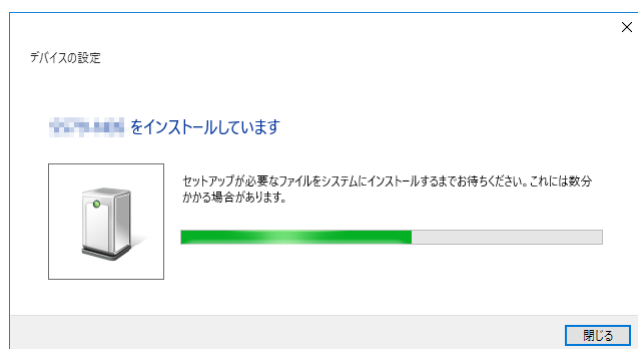 デバイスの設定
をインストールしています
セットアップが必要なファイルをシステムにインストールするまでお待ちください。これには数分
かかる場合があります。
閉じる